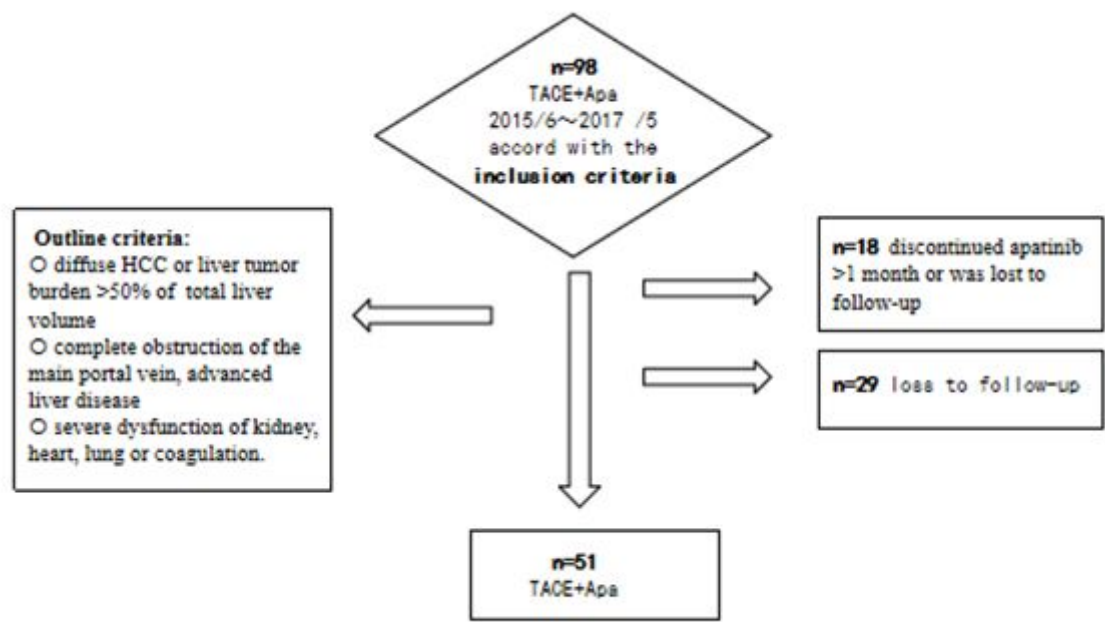 n=98
TACE+Apa
2015/6～2017 /5
accord with the
inclusion criteria
Outline criteria:
○ diffuse HCC or liver tumor
burden >50% of total liver
volume
○ complete obstruction of the
main portal vein, advanced
liver disease
○ severe dysfunction of kidney,
heart, lung or coagulation.
n=18 discontinued apatinib
>1 month or was lost to
follow-up
n=29 loss to follow-up
n=51
TACE+Apa